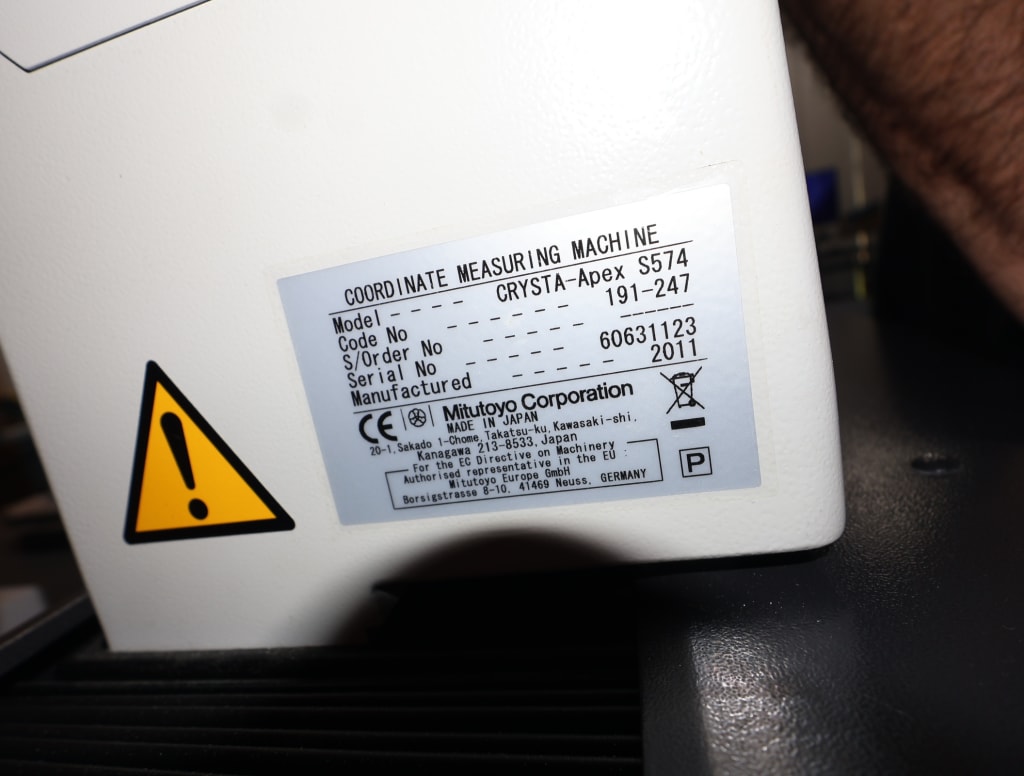 COORDINATE MEASURING MACHINE
Model - - - - CRYSTA-Apex S574
Code No - - - - - - 191-247
S/Order No - - - - - ------
Serial No - - - - - 60631123
Manufactured - - - - - 2011
CE Mitutoyo Corporation
MADE IN JAPAN
20-1, Sakado 1-Chome, Takatsu-ku, Kawasaki-shi,
Kanagawa 213-8533, Japan
For the EC Directive on Machinery
Authorised representative in the EU :
Mitutoyo Europe GmbH
Borsigstrasse 8-10, 41469 Neuss, GERMANY
P